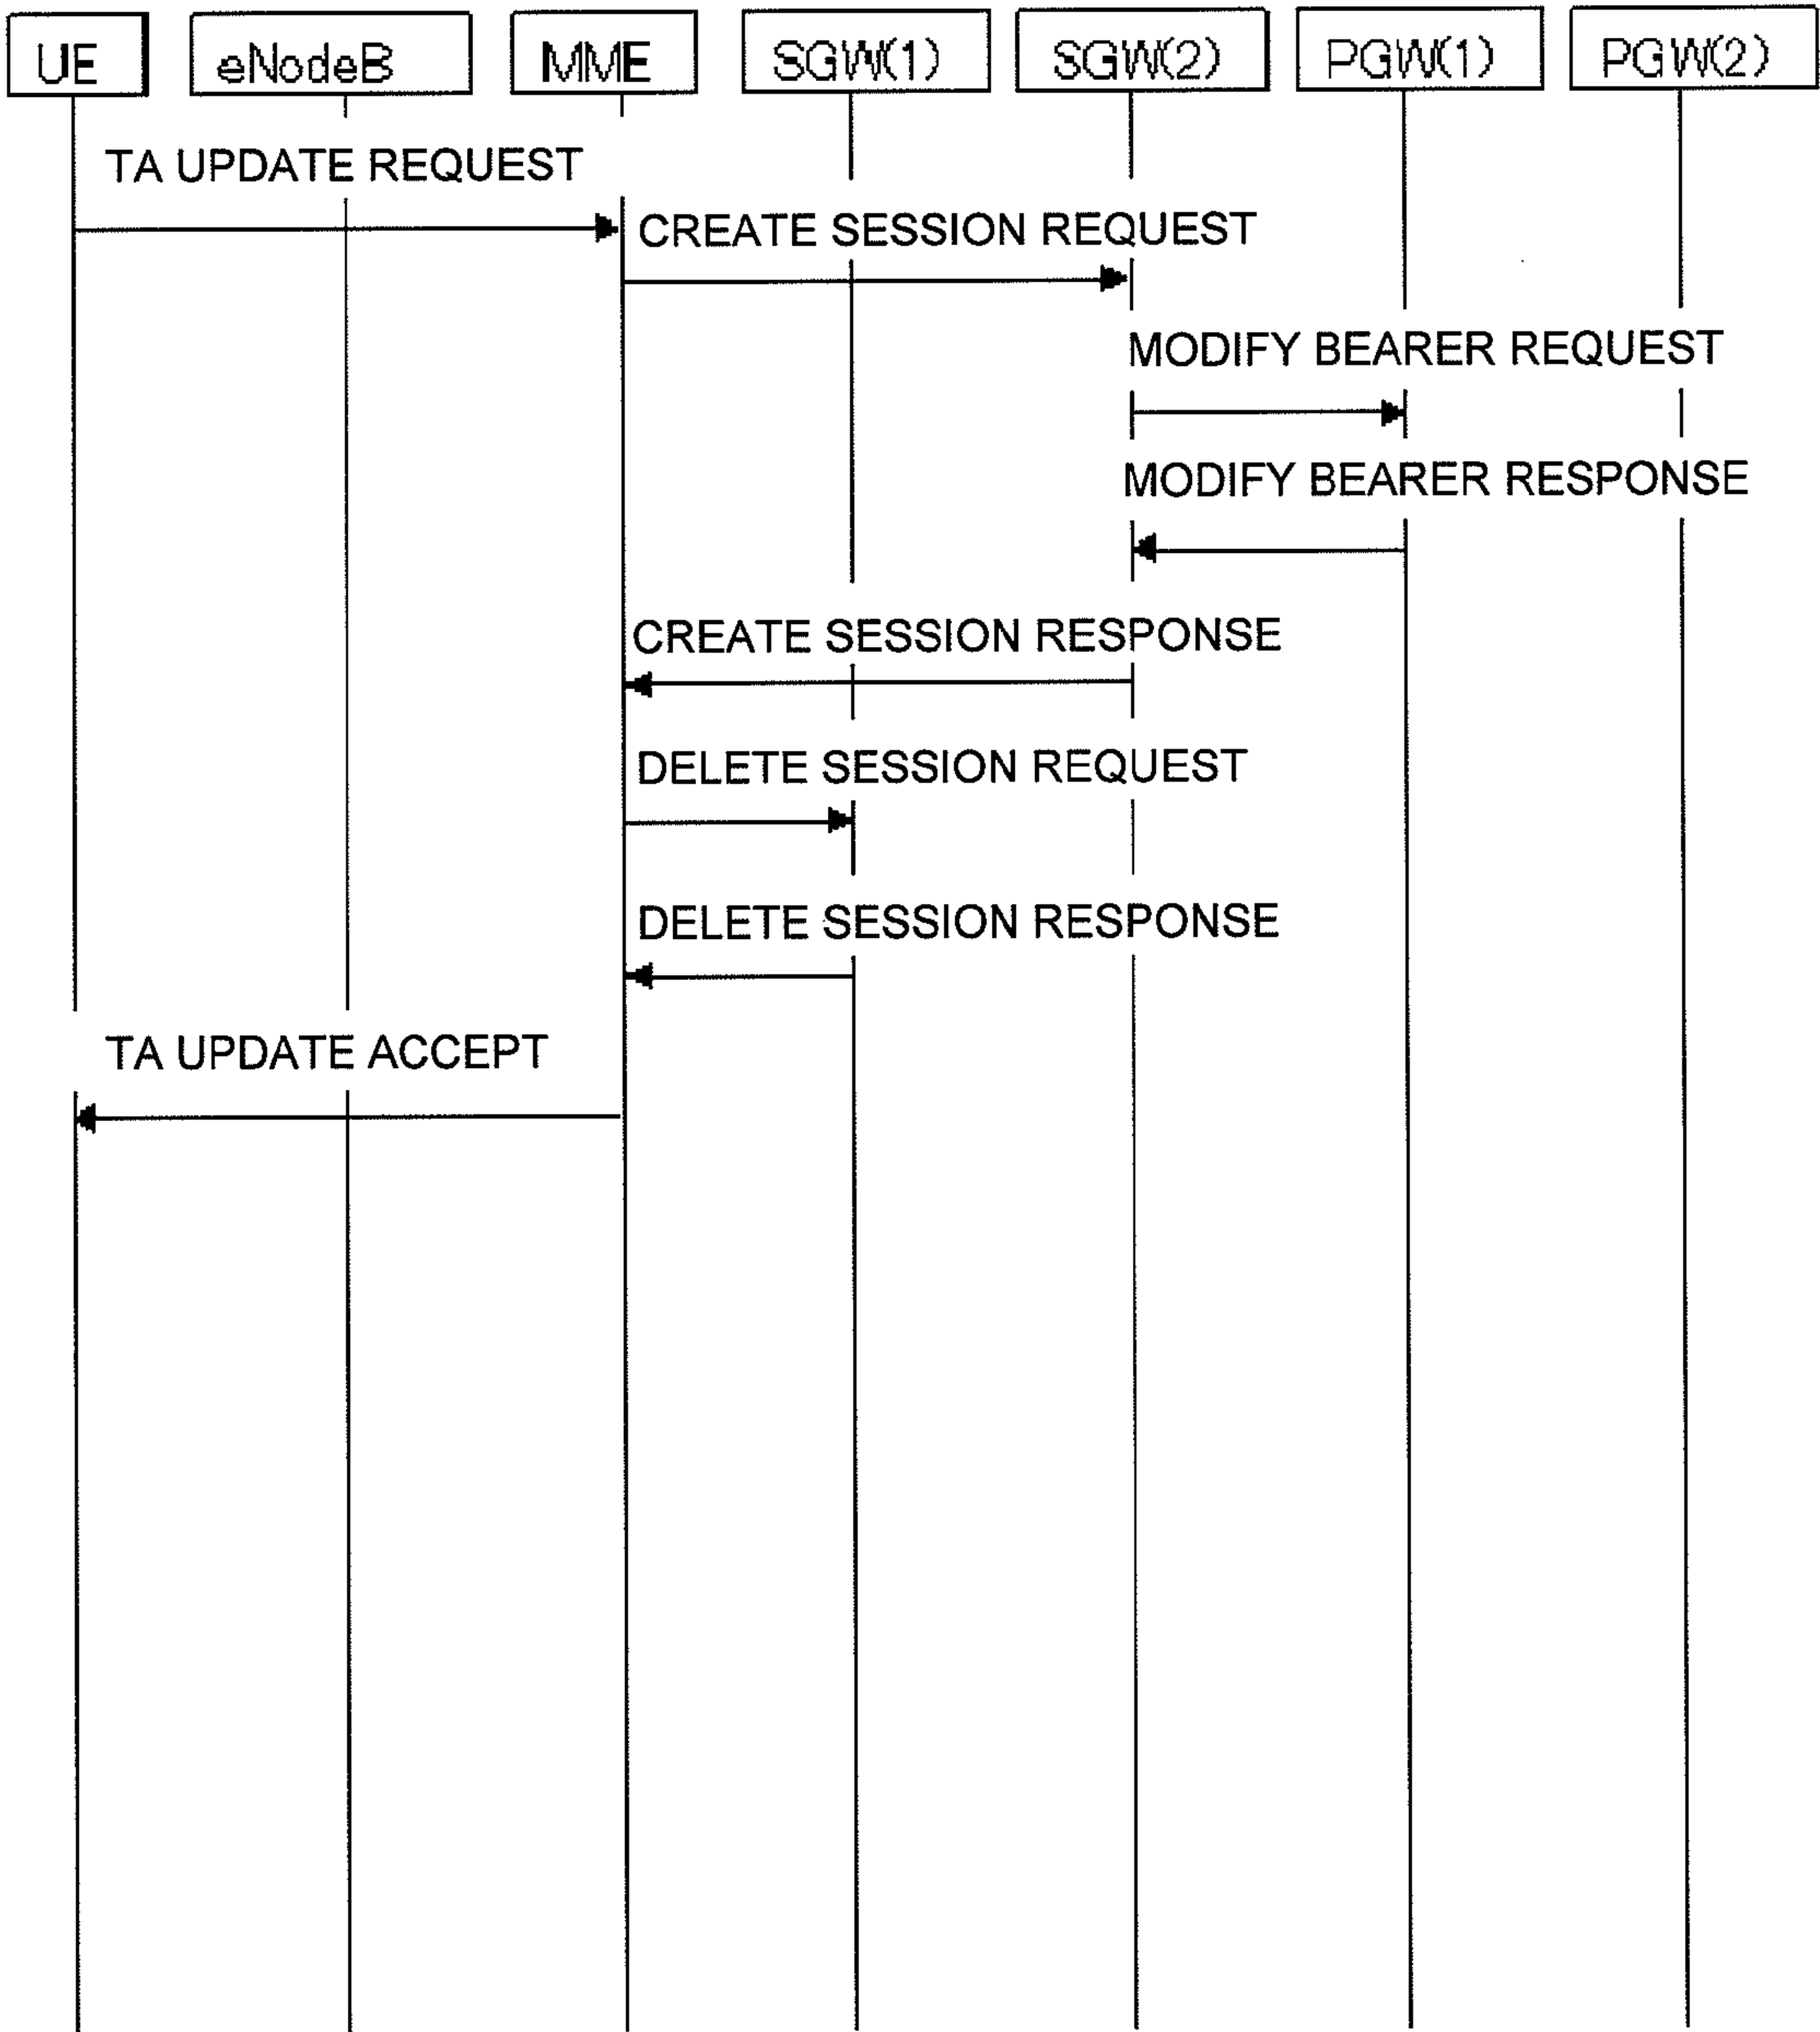 UE eNodeB MME SGW(1) SGW(2) PGW(1) PGW(2)
TA UPDATE REQUEST
CREATE SESSION REQUEST
MODIFY BEARER REQUEST
MODIFY BEARER RESPONSE
CREATE SESSION RESPONSE
DELETE SESSION REQUEST
DELETE SESSION RESPONSE
TA UPDATE ACCEPT